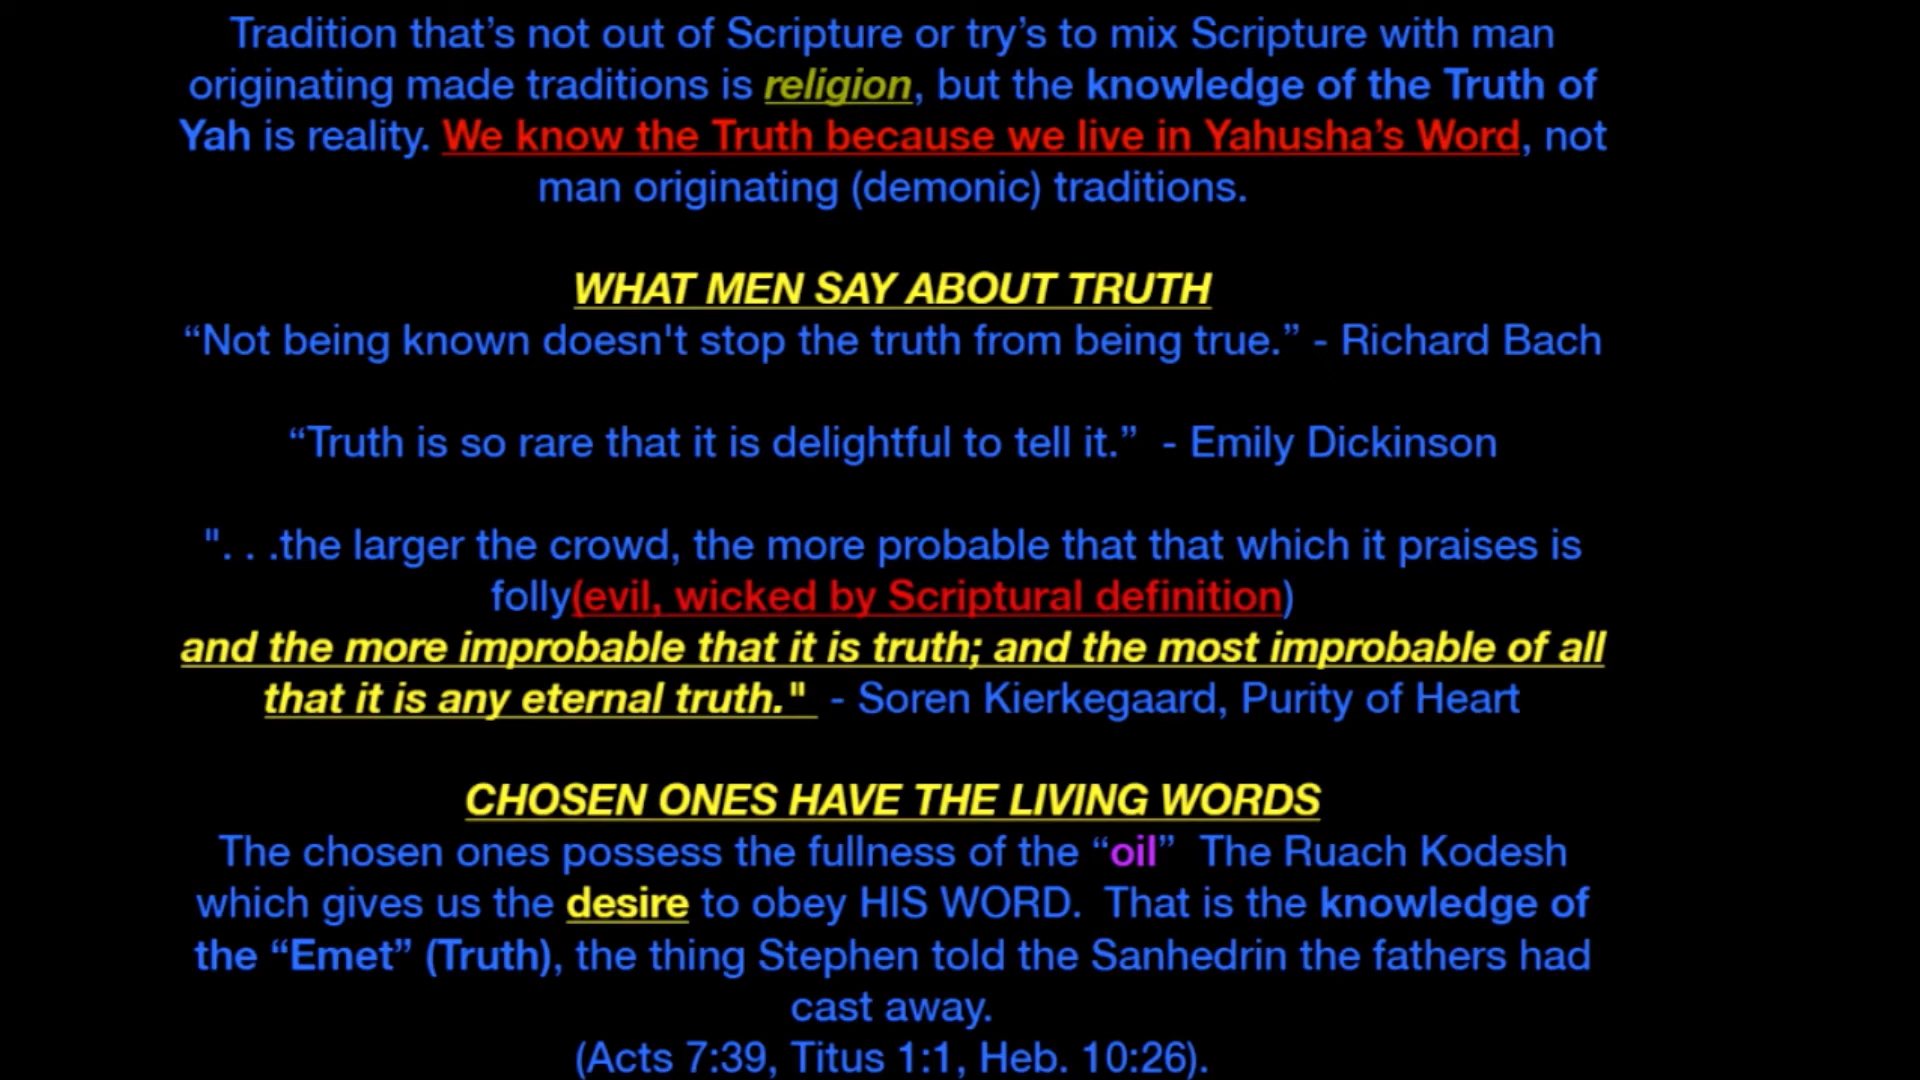 Tradition that’s not out of Scripture or try’s to mix Scripture with man
originating made traditions is religion, but the knowledge of the Truth of
Yah is reality. We know the Truth because we live in Yahusha’s Word, not
man originating (demonic) traditions.
WHAT MEN SAY ABOUT TRUTH
“Not being known doesn't stop the truth from being true.” - Richard Bach
“Truth is so rare that it is delightful to tell it.”  - Emily Dickinson
". . .the larger the crowd, the more probable that that which it praises is
folly(evil, wicked by Scriptural definition)
and the more improbable that it is truth; and the most improbable of all
that it is any eternal truth."  - Soren Kierkegaard, Purity of Heart
CHOSEN ONES HAVE THE LIVING WORDS
The chosen ones possess the fullness of the “oil”  The Ruach Kodesh
which gives us the desire to obey HIS WORD.  That is the knowledge of
the “Emet” (Truth), the thing Stephen told the Sanhedrin the fathers had
cast away.
(Acts 7:39, Titus 1:1, Heb. 10:26).